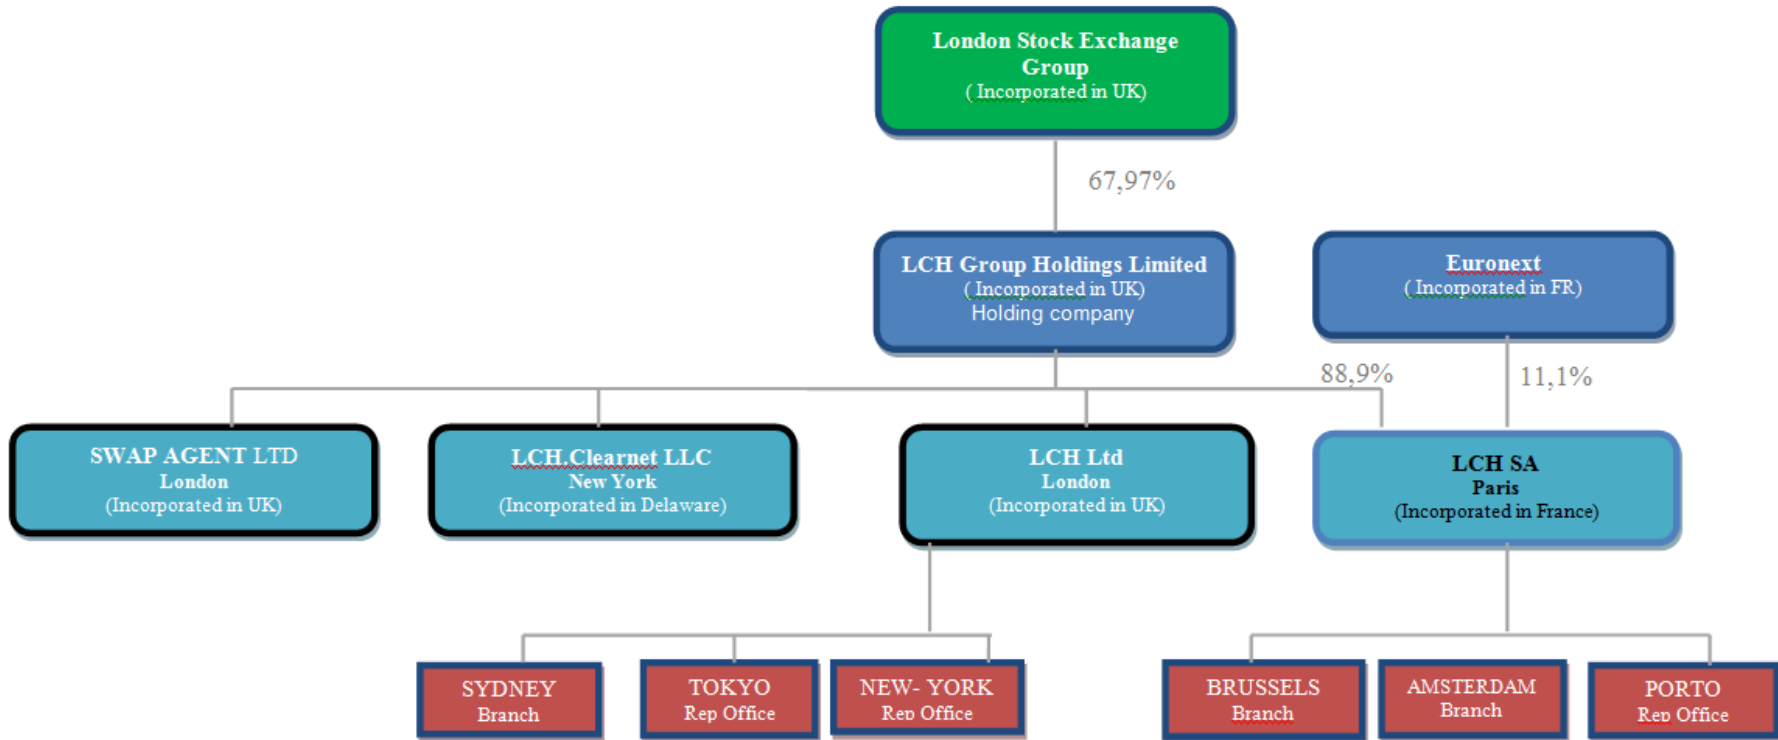 London Stock Exchange
Group
( Incorporated in UK)
67,97%
LCH Group Holdings Limited
( Incorporated in UK)
Holding company
Euronext
( Incorporated in FR)
88,9%
11,1%
SWAP AGENT LTD
London
(Incorporated in UK)
LCH.Clearnet LLC
New York
(Incorporated in Delaware)
LCH Ltd
London
(Incorporated in UK)
LCH SA
Paris
(Incorporated in France)
SYDNEY
Branch
TOKYO
Rep Office
NEW- YORK
Rep Office
BRUSSELS
Branch
AMSTERDAM
Branch
PORTO
Rep Office